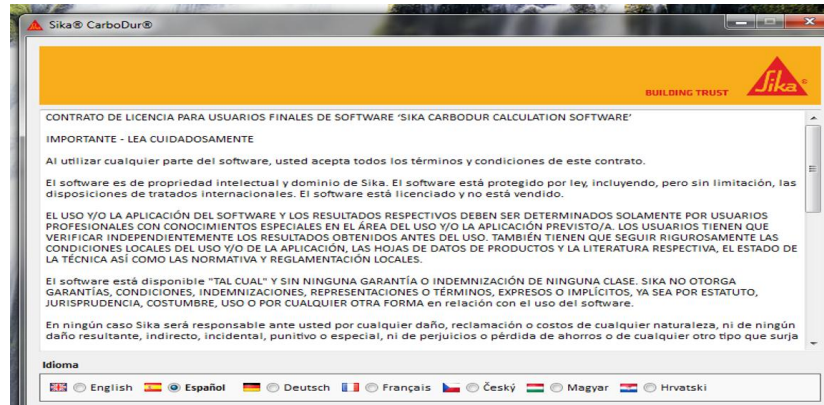 Sika® CarboDur®
BUILDING TRUST
Sika®
CONTRATO DE LICENCIA PARA USUARIOS FINALES DE SOFTWARE 'SIKA CARBODUR CALCULATION SOFTWARE'
IMPORTANTE - LEA CUIDADOSAMENTE
Al utilizar cualquier parte del software, usted acepta todos los términos y condiciones de este contrato.
El software es de propriedad intelectual y dominio de Sika. El software está protegido por ley, incluyendo, pero sin limitación, las
disposiciones de tratados internacionales. El software está licenciado y no está vendido.
EL USO Y/O LA APLICACIÓN DEL SOFTWARE Y LOS RESULTADOS RESPECTIVOS DEBEN SER DETERMINADOS SOLAMENTE POR USUARIOS
PROFESIONALES CON CONOCIMIENTOS ESPECIALES EN EL ÁREA DEL USO Y/O LA APLICACIÓN PREVISTO/A. LOS USUARIOS TIENEN QUE
VERIFICAR INDEPENDIENTEMENTE LOS RESULTADOS OBTENIDOS ANTES DEL USO. TAMBIÉN TIENEN QUE SEGUIR RIGUROSAMENTE LAS
CONDICIONES LOCALES DEL USO Y/O DE LA APLICACIÓN, LAS HOJAS DE DATOS DE PRODUCTOS Y LA LITERATURA RESPECTIVA, EL ESTADO DE
LA TÉCNICA ASÍ COMO LAS NORMATIVA Y REGLAMENTACIÓN LOCALES.
El software está disponible "TAL CUAL" Y SIN NINGUNA GARANTÍA O INDEMNIZACIÓN DE NINGUNA CLASE. SIKA NO OTORGA
GARANTÍAS, CONDICIONES, INDEMNIZACIONES, REPRESENTACIONES O TÉRMINOS, EXPRESOS O IMPLÍCITOS, YA SEA POR ESTATUTO,
JURISPRUDENCIA, COSTUMBRE, USO O POR CUALQUIER OTRA FORMA en relación con el uso del software.
En ningún caso Sika será responsable ante usted por cualquier daño, reclamación o costos de cualquier naturaleza, ni de ningún
daño resultante, indirecto, incidental, punitivo o especial, ni de perjuicios o pérdida de ahorros o de cualquier otro tipo que surja
Idioma
English Español Deutsch Français Český Magyar Hrvatski